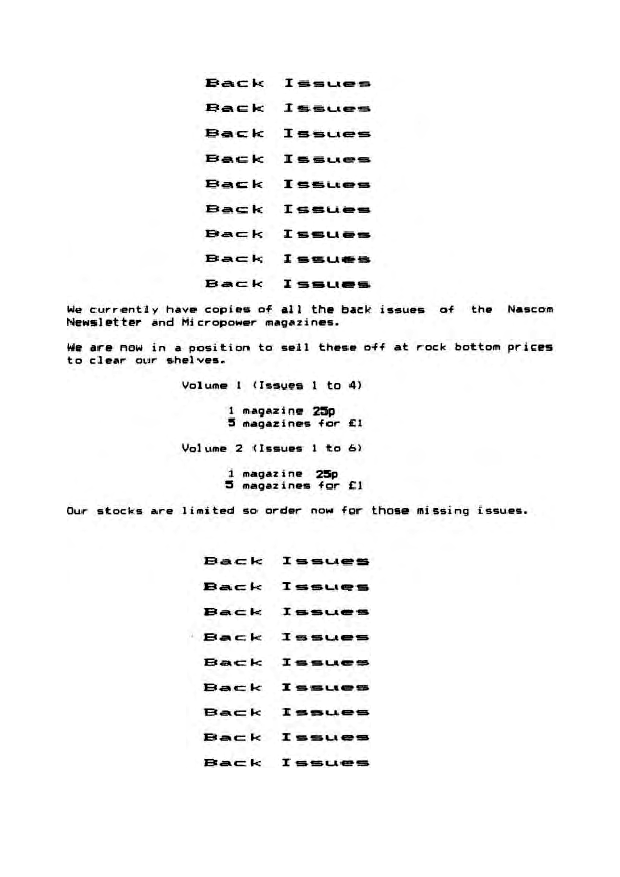 Back Issues
Back Issues
Back Issues
Back Issues
Back Issues
Back Issues
Back Issues
Back Issues
Back Issues
We currently have copies of all the back issues of the Nascom
Newsletter and Micropower magazines.
We are now in a position to sell these off at rock bottom prices
to clear our shelves.
Volume 1 (Issues 1 to 4)
1 magazine 25p
5 magazines for £1
Volume 2 (Issues 1 to 6)
1 magazine 25p
5 magazines for £1
Our stocks are limited so order now for those missing issues.
Back Issues
Back Issues
Back Issues
Back Issues
Back Issues
Back Issues
Back Issues
Back Issues
Back Issues